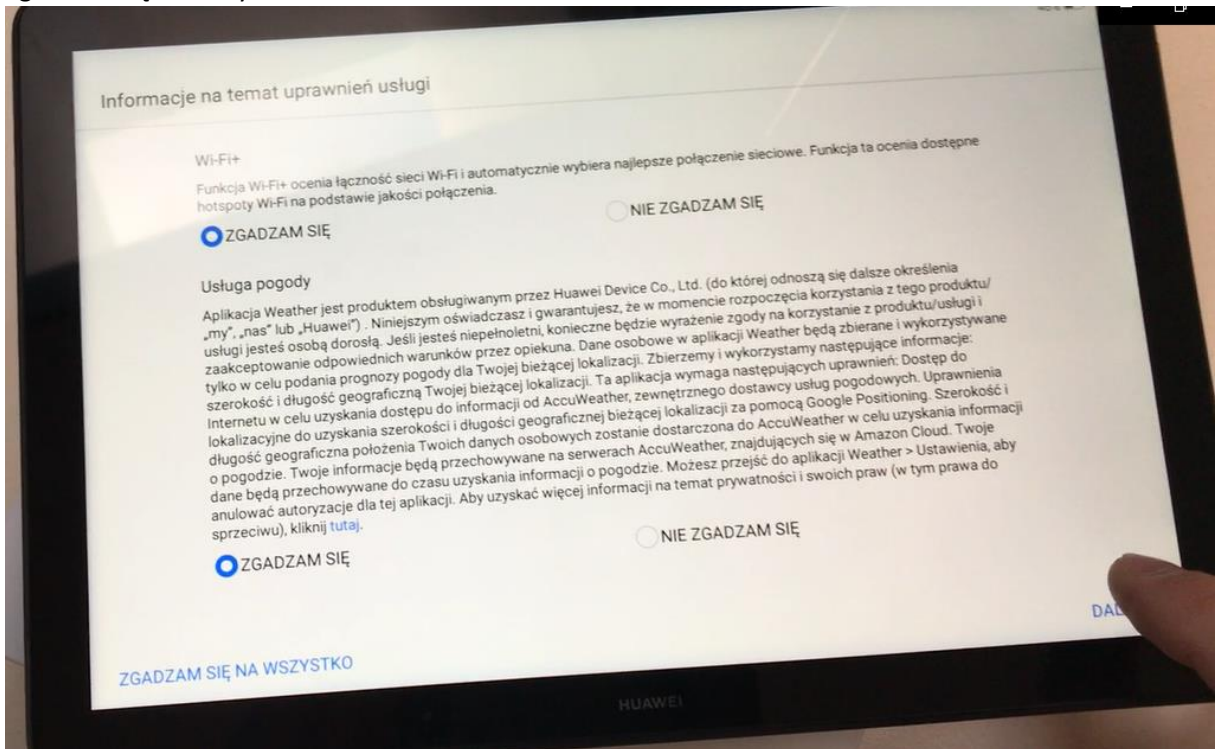 Informacje na temat uprawnień usługi
Wi-Fi+
Funkcja Wi-Fi+ ocenia łączność sieci Wi-Fi i automatycznie wybiera najlepsze połączenie sieciowe. Funkcja ta ocenia dostępne
hotspoty Wi-Fi na podstawie jakości połączenia.
ZGADZAM SIĘ NIE ZGADZAM SIĘ
Usługa pogody
Aplikacja Weather jest produktem obsługiwanym przez Huawei Device Co., Ltd. (do której odnoszą się dalsze określenia
„my”, „nas” lub „Huawei”) . Niniejszym oświadczasz i gwarantujesz, że w momencie rozpoczęcia korzystania z tego produktu/
usługi jesteś osobą dorosłą. Jeśli jesteś niepełnoletni, konieczne będzie wyrażenie zgody na korzystanie z produktu/usługi i
zaakceptowanie odpowiednich warunków przez opiekuna. Dane osobowe w aplikacji Weather będą zbierane i wykorzystywane
tylko w celu podania prognozy pogody dla Twojej bieżącej lokalizacji. Zbierzemy i wykorzystamy następujące informacje:
szerokość i długość geograficzną Twojej bieżącej lokalizacji. Ta aplikacja wymaga następujących uprawnień: Dostęp do
Internetu w celu uzyskania dostępu do informacji od AccuWeather, zewnętrznego dostawcy usług pogodowych. Uprawnienia
lokalizacyjne do uzyskania szerokości i długości geograficznej bieżącej lokalizacji za pomocą Google Positioning. Szerokość i
długość geograficzna położenia Twoich danych osobowych zostanie dostarczona do AccuWeather w celu uzyskania informacji
o pogodzie. Twoje informacje będą przechowywane na serwerach AccuWeather, znajdujących się w Amazon Cloud. Twoje
dane będą przechowywane do czasu uzyskania informacji o pogodzie. Możesz przejść do aplikacji Weather > Ustawienia, aby
anulować autoryzacje dla tej aplikacji. Aby uzyskać więcej informacji na temat prywatności i swoich praw (w tym prawa do
sprzeciwu), kliknij tutaj.
ZGADZAM SIĘ NIE ZGADZAM SIĘ
ZGADZAM SIĘ NA WSZYSTKO
HUAWEI